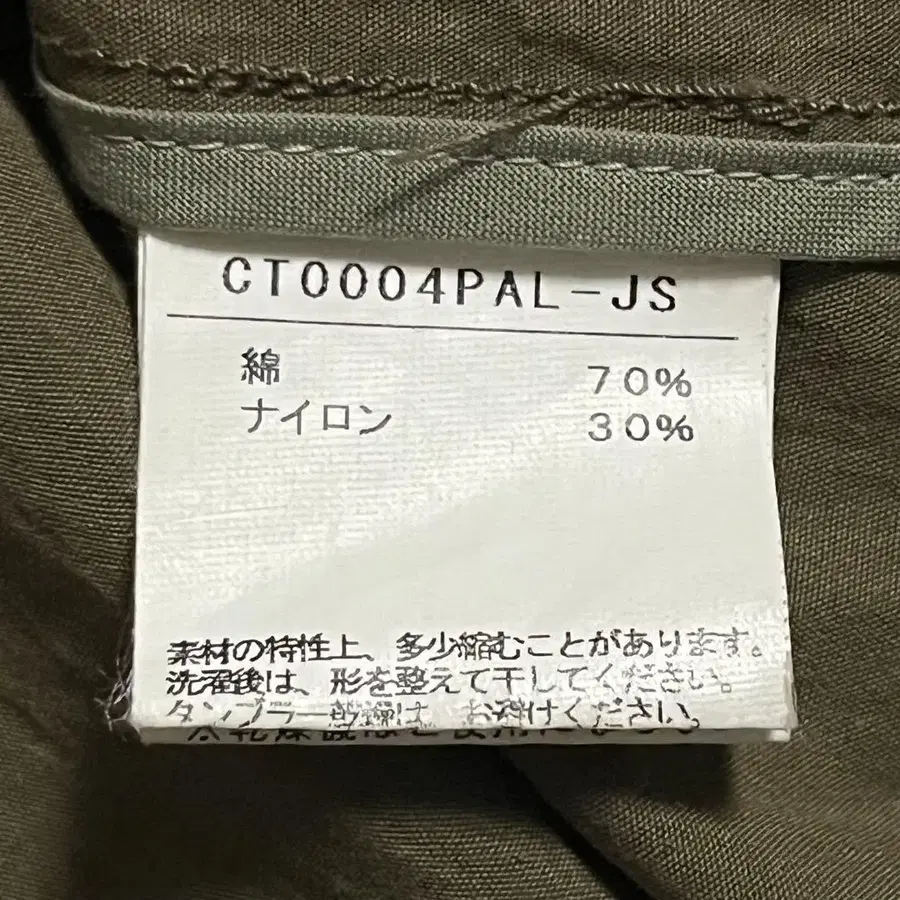 CT0004PAL-JS
綿 70%
ナイロン 30%
素材の特性上、多少縮むことがあります。
洗濯後は、形を整えて干してください。
タンブラー乾燥は、お避けください。